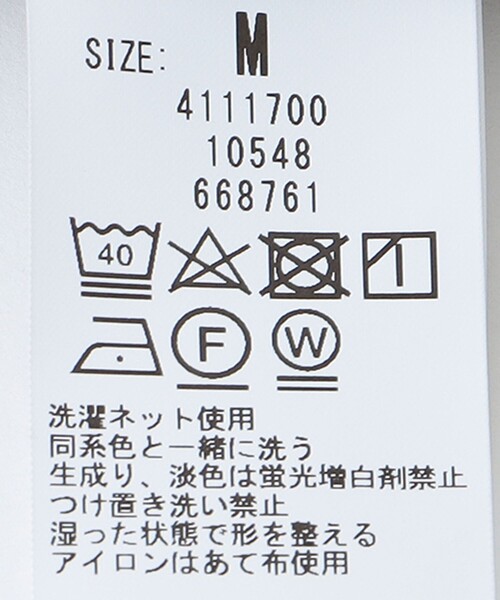 SIZE: M
4111700
10548
668761
40
F W
洗濯ネット使用
同系色と一緒に洗う
生成り、淡色は蛍光増白剤禁止
つけ置き洗い禁止
湿った状態で形を整える
アイロンはあて布使用